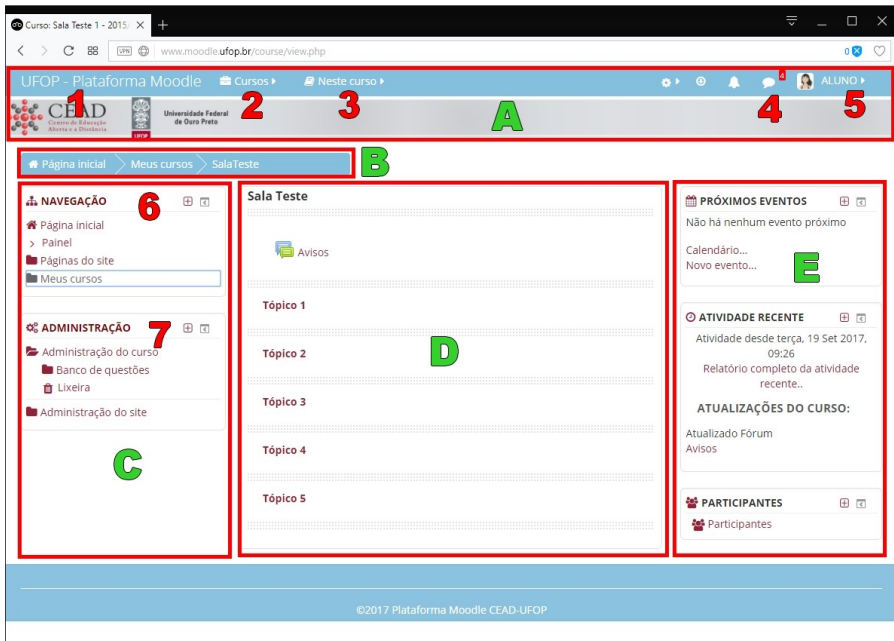 Curso: Sala Teste 1 - 2015/
VPN www.moodle.ufop.br/course/view.php 0
UFOP - Plataforma Moodle Cursos Neste curso 4 ALUNO
1 2 3 4 5
CEAD
Centro de Educação
Aberta e a Distância
UFOP
Universidade Federal
de Ouro Preto
A
Página inicial Meus cursos SalaTeste
B
NAVEGAÇÃO
6
Página inicial
Painel
Páginas do site
Meus cursos
ADMINISTRAÇÃO
7
Administração do curso
Banco de questões
Lixeira
Administração do site
C
Sala Teste
Avisos
Tópico 1
Tópico 2
D
Tópico 3
Tópico 4
Tópico 5
PRÓXIMOS EVENTOS
Não há nenhum evento próximo
Calendário...
Novo evento...
E
ATIVIDADE RECENTE
Atividade desde terça, 19 Set 2017,
09:26
Relatório completo da atividade
recente..
ATUALIZAÇÕES DO CURSO:
Atualizado Fórum
Avisos
PARTICIPANTES
Participantes
©2017 Plataforma Moodle CEAD-UFOP